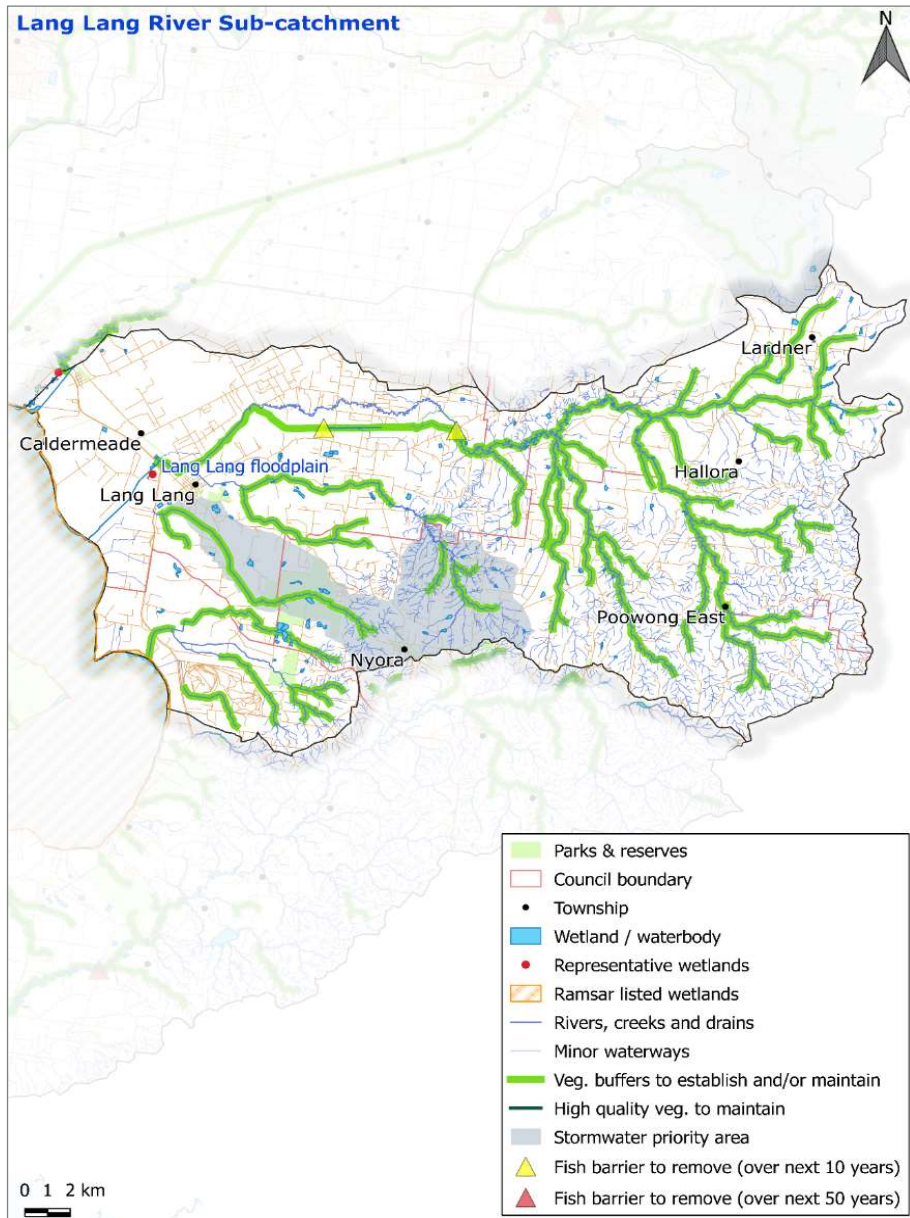 Lang Lang River Sub-catchment
N
Lardner
Caldermeade
Lang Lang floodplain
Hallora
Lang Lang
Poowong East
Nyora
Parks & reserves
Council boundary
Township
Wetland / waterbody
Representative wetlands
Ramsar listed wetlands
Rivers, creeks and drains
Minor waterways
Veg. buffers to establish and/or maintain
High quality veg. to maintain
Stormwater priority area
Fish barrier to remove (over next 10 years)
Fish barrier to remove (over next 50 years)
0 1 2 km